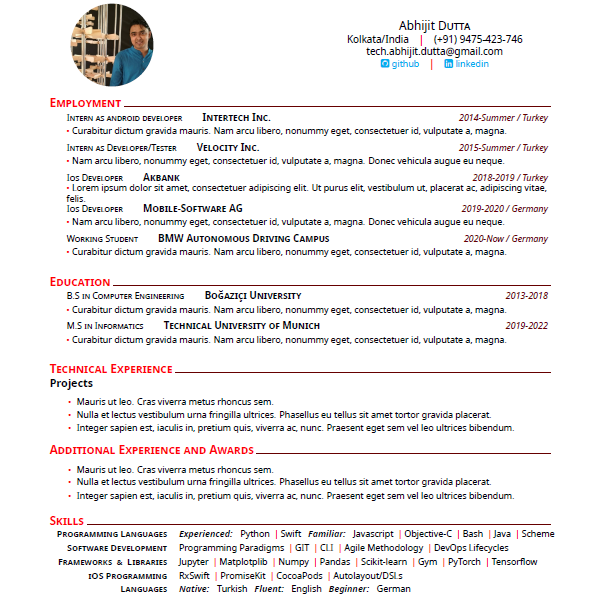 Abhijit Dutta
Kolkata/India | (+91) 9475-423-746
tech.abhijit.dutta@gmail.com
github | linkedin
Employment
Intern as android developer Intertech Inc. 2014-Summer / Turkey
• Curabitur dictum gravida mauris. Nam arcu libero, nonummy eget, consectetuer id, vulputate a, magna.
Intern as Developer/Tester Velocity Inc. 2015-Summer / Turkey
• Nam arcu libero, nonummy eget, consectetuer id, vulputate a, magna. Donec vehicula augue eu neque.
Ios Developer Akbank 2018-2019 / Turkey
• Lorem ipsum dolor sit amet, consectetuer adipiscing elit. Ut purus elit, vestibulum ut, placerat ac, adipiscing vitae,
felis.
Ios Developer Mobile-Software AG 2019-2020 / Germany
• Nam arcu libero, nonummy eget, consectetuer id, vulputate a, magna. Donec vehicula augue eu neque.
Working Student BMW Autonomous Driving Campus 2020-Now / Germany
• Curabitur dictum gravida mauris. Nam arcu libero, nonummy eget, consectetuer id, vulputate a, magna.
Education
B.S in Computer Engineering Boğaziçi University 2013-2018
• Curabitur dictum gravida mauris. Nam arcu libero, nonummy eget, consectetuer id, vulputate a, magna.
M.S in Informatics Technical University of Munich 2019-2022
• Curabitur dictum gravida mauris. Nam arcu libero, nonummy eget, consectetuer id, vulputate a, magna.
Technical Experience
Projects
• Mauris ut leo. Cras viverra metus rhoncus sem.
• Nulla et lectus vestibulum urna fringilla ultrices. Phasellus eu tellus sit amet tortor gravida placerat.
• Integer sapien est, iaculis in, pretium quis, viverra ac, nunc. Praesent eget sem vel leo ultrices bibendum.
Additional Experience and Awards
• Mauris ut leo. Cras viverra metus rhoncus sem.
• Nulla et lectus vestibulum urna fringilla ultrices. Phasellus eu tellus sit amet tortor gravida placerat.
• Integer sapien est, iaculis in, pretium quis, viverra ac, nunc. Praesent eget sem vel leo ultrices bibendum.
Skills
Programming Languages Experienced: Python | Swift Familiar: Javascript | Objective-C | Bash | Java | Scheme
Software Development Programming Paradigms | GIT | CLI | Agile Methodology | DevOps Lifecycles
Frameworks & Libraries Jupyter | Matplotlib | Numpy | Pandas | Scikit-learn | Gym | PyTorch | Tensorflow
iOS Programming RxSwift | PromiseKit | CocoaPods | Autolayout/DSLs
Languages Native: Turkish Fluent: English Beginner: German